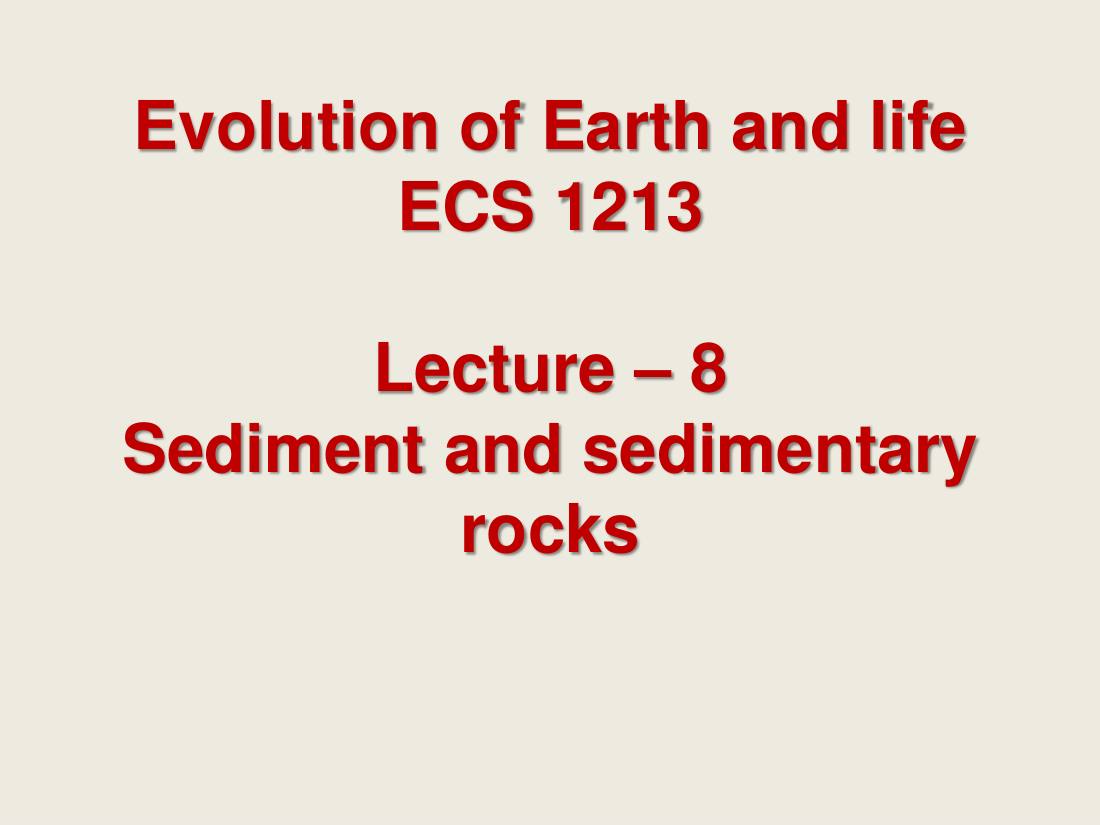 Evolution of Earth and life
ECS 1213
Lecture – 8
Sediment and sedimentary
rocks